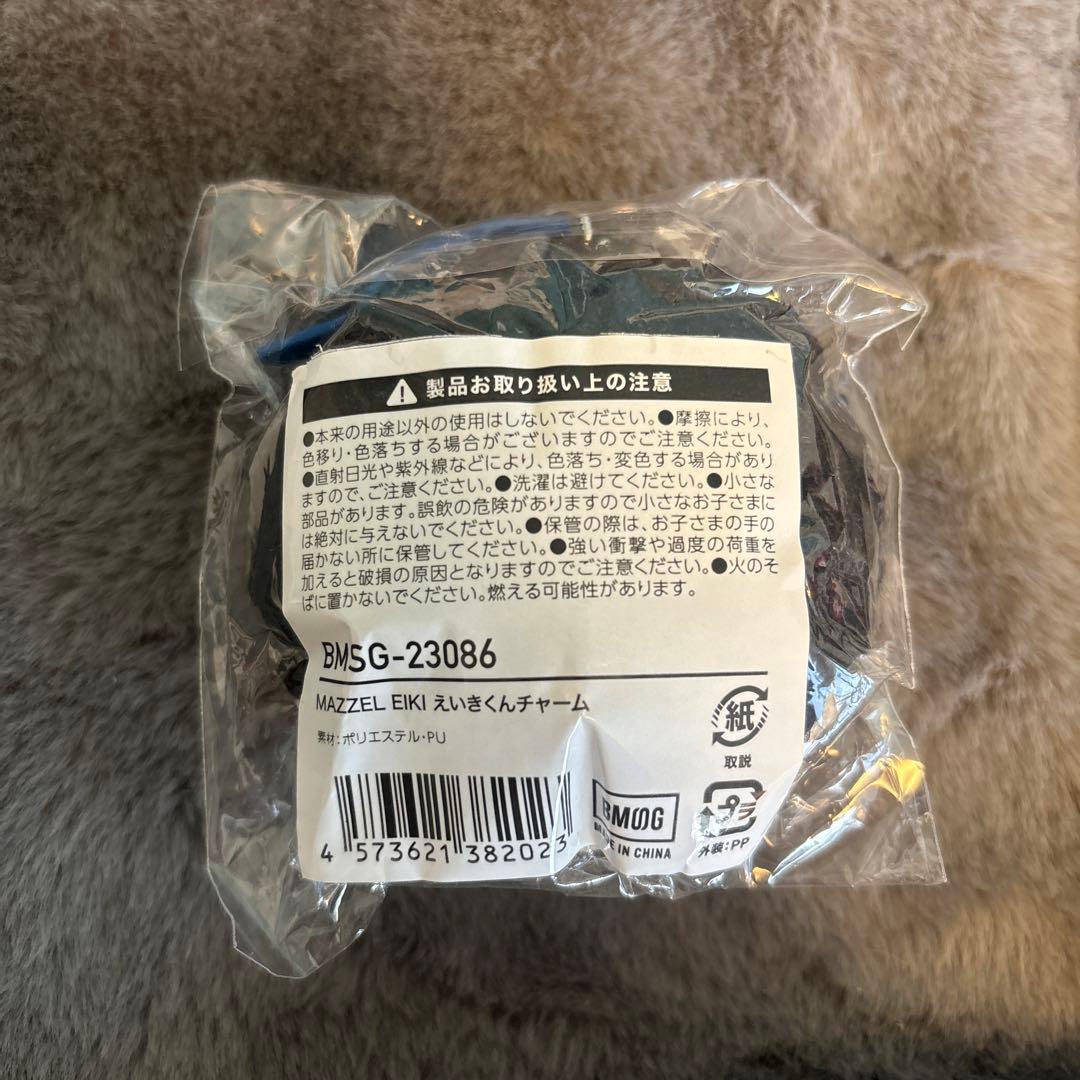 製品お取り扱い上の注意
●本来の用途以外の使用はしないでください。●摩擦により、
色移り・色落ちする場合がございますのでご注意ください。
●直射日光や紫外線などにより、色落ち・変色する場合があり
ますので、ご注意ください。●洗濯は避けてください。●小さな
部品があります。誤飲の危険がありますので小さなお子さまに
は絶対に与えないでください。●保管の際は、お子さまの手の
届かない所に保管してください。●強い衝撃や過度の荷重を
加えると破損の原因となりますのでご注意ください。●火のそ
ばに置かないでください。燃える可能性があります。
BMSG-23086
MAZZEL EIKI えいきくんチャーム
素材：ポリエステル・PU
紙
取説
4 573621 382023
BMSG
MADE IN CHINA
プラ
外装：PP